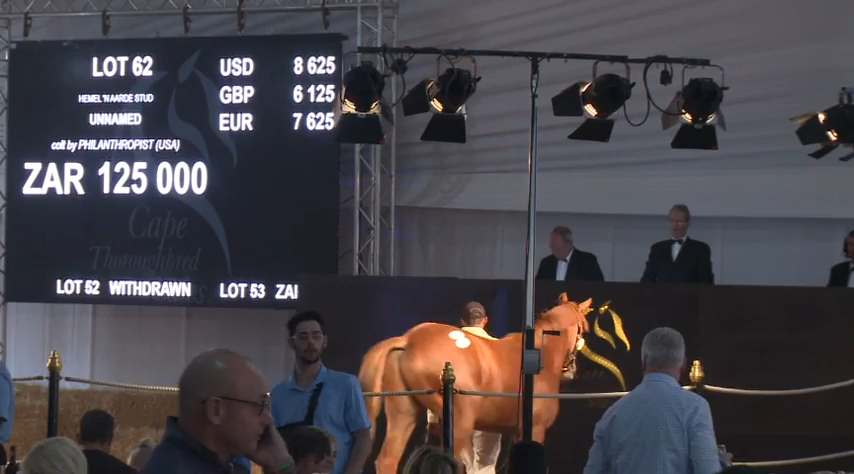 LOT 62
HEMEL 'N AARDE STUD
UNNAMED
colt by PHILANTHROPIST (USA)
ZAR 125 000
USD 8 625
GBP 6 125
EUR 7 625
Cape
Thoroughbred
LOT 52 WITHDRAWN LOT 53 ZA